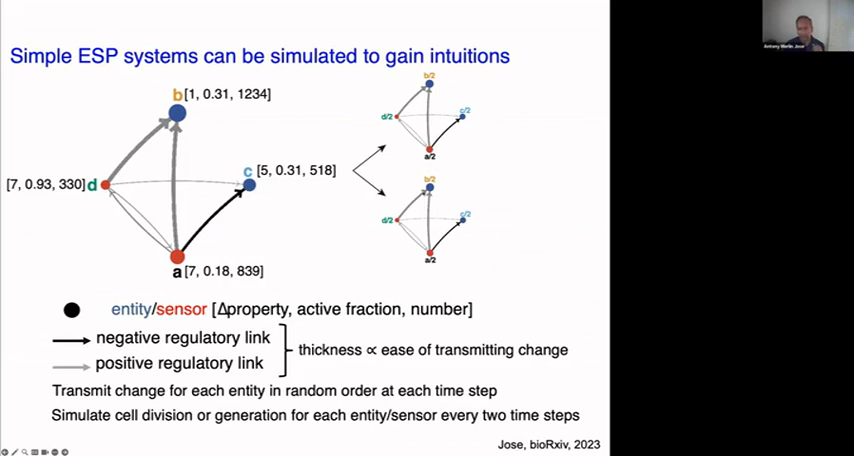 Simple ESP systems can be simulated to gain intuitions
b [1, 0.31, 1234]
[7, 0.93, 330] d
c [5, 0.31, 518]
a [7, 0.18, 839]
b/2
d/2
c/2
a/2
b/2
d/2
c/2
a/2
entity/sensor [Δproperty, active fraction, number]
negative regulatory link
positive regulatory link
thickness ∝ ease of transmitting change
Transmit change for each entity in random order at each time step
Simulate cell division or generation for each entity/sensor every two time steps
Jose, bioRxiv, 2023
Antony Merlin Jose